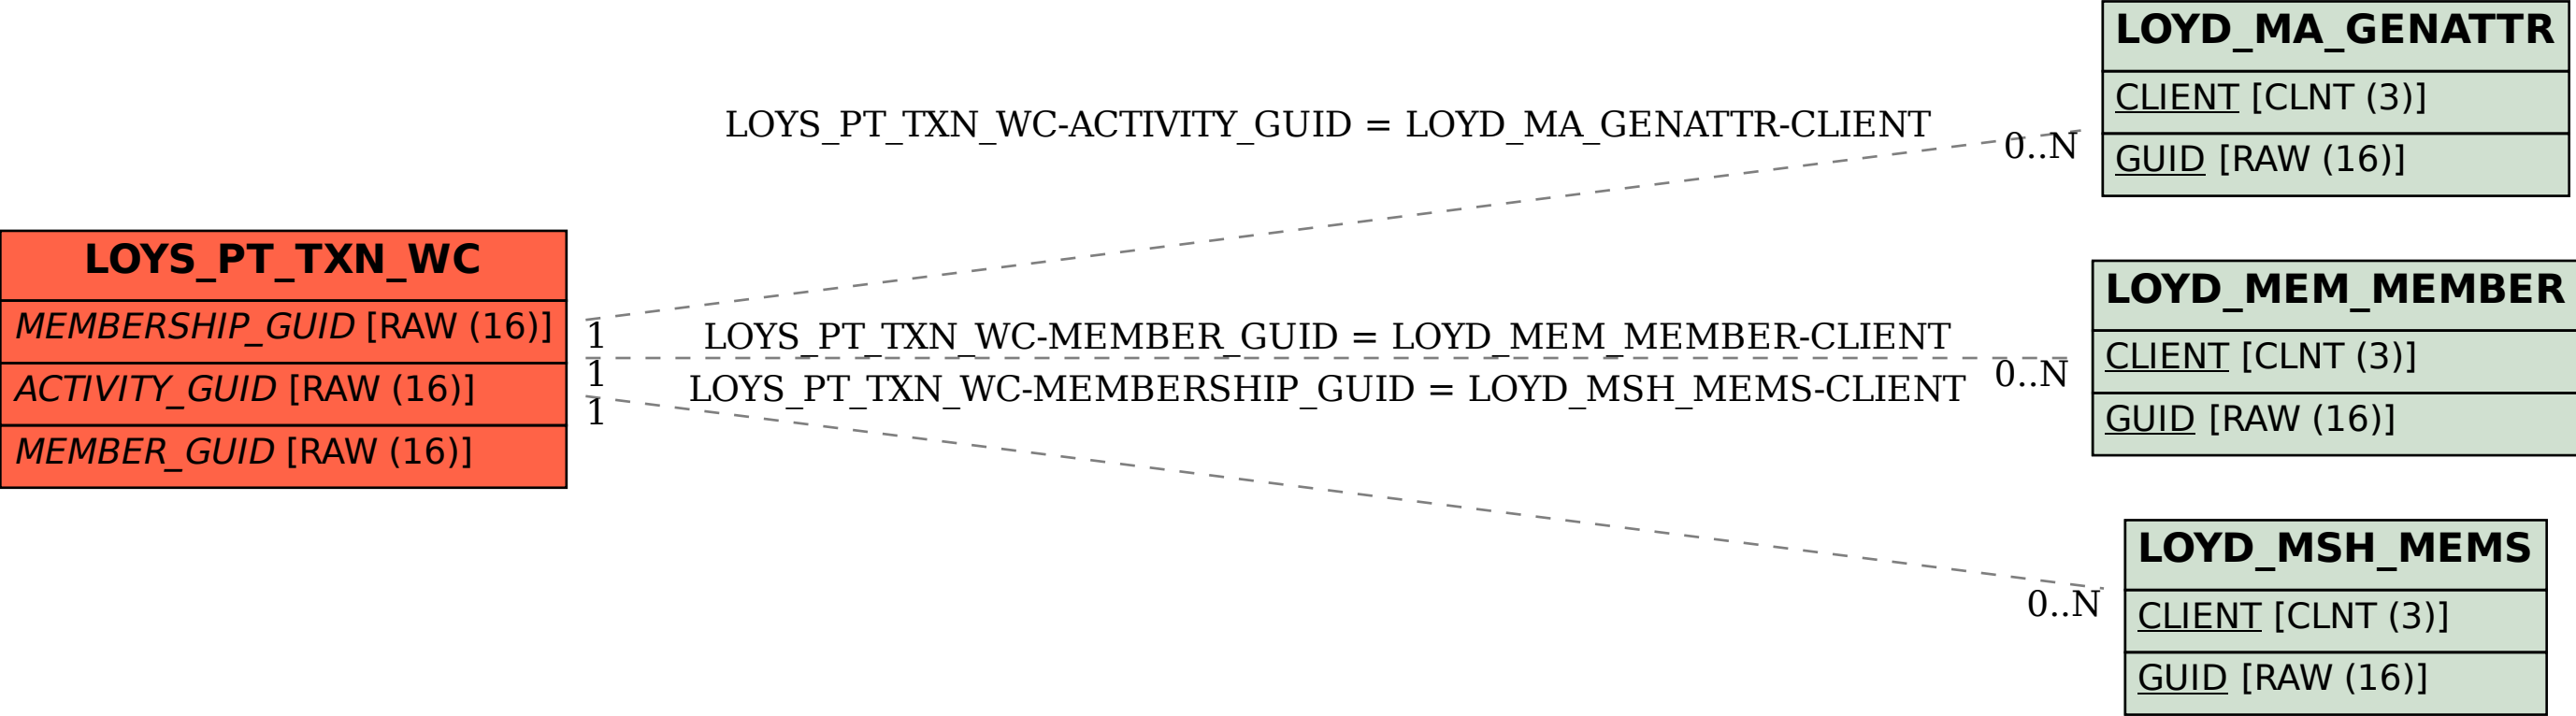 LOYD_MA_GENATTR
CLIENT [CLNT (3)]
GUID [RAW (16)]
LOYS_PT_TXN_WC-ACTIVITY_GUID = LOYD_MA_GENATTR-CLIENT
0..N
LOYS_PT_TXN_WC
MEMBERSHIP_GUID [RAW (16)]
ACTIVITY_GUID [RAW (16)]
MEMBER_GUID [RAW (16)]
1
LOYS_PT_TXN_WC-MEMBER_GUID = LOYD_MEM_MEMBER-CLIENT
1
0..N
LOYS_PT_TXN_WC-MEMBERSHIP_GUID = LOYD_MSH_MEMS-CLIENT
1
LOYD_MEM_MEMBER
CLIENT [CLNT (3)]
GUID [RAW (16)]
0..N
LOYD_MSH_MEMS
CLIENT [CLNT (3)]
GUID [RAW (16)]